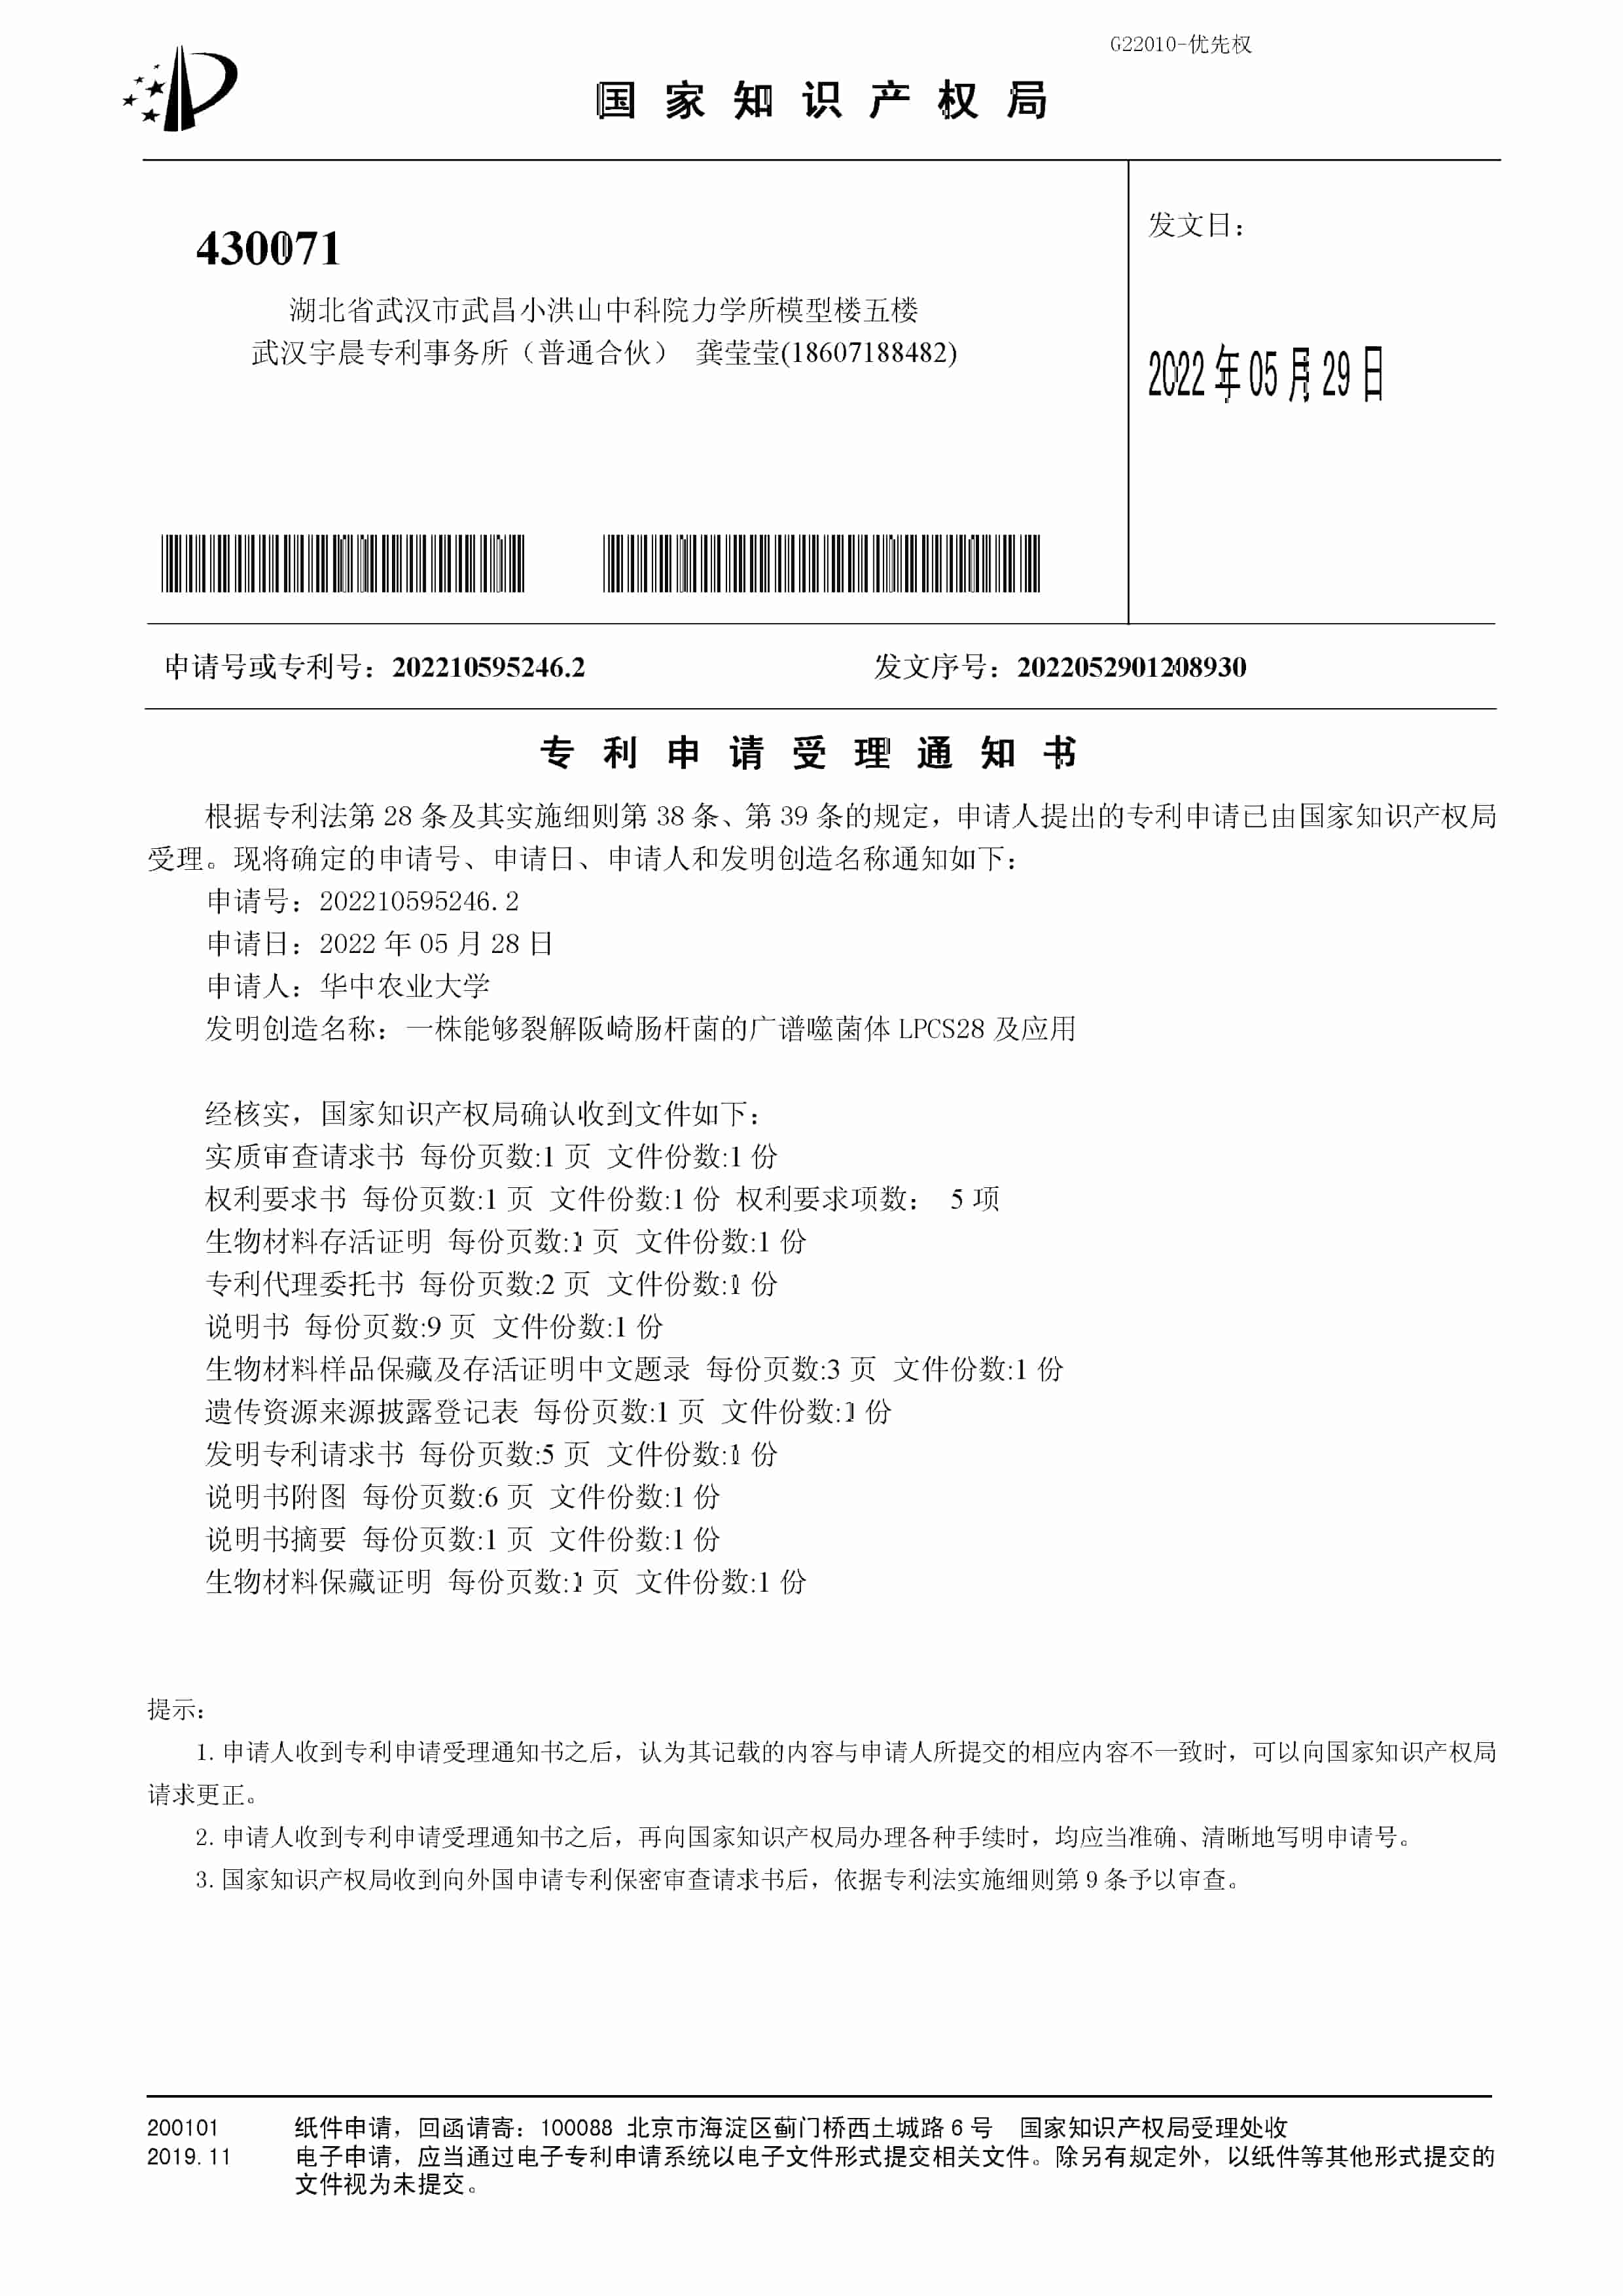 G22010-优先权
国家知识产权局
430071
发文日：
湖北省武汉市武昌小洪山中科院力学所模型楼五楼
武汉宇晨专利事务所（普通合伙） 龚莹莹(18607188482)
2022 年 05 月 29 日
申请号或专利号：202210595246.2 发文序号：2022052901208930
专利申请受理通知书
根据专利法第 28 条及其实施细则第 38 条、第 39 条的规定，申请人提出的专利申请已由国家知识产权局
受理。现将确定的申请号、申请日、申请人和发明创造名称通知如下：
申请号：202210595246.2
申请日：2022 年 05 月 28 日
申请人：华中农业大学
发明创造名称：一株能够裂解阪崎肠杆菌的广谱噬菌体 LPCS28 及应用
经核实，国家知识产权局确认收到文件如下：
实质审查请求书 每份页数:1 页 文件份数:1 份
权利要求书 每份页数:1 页 文件份数:1 份 权利要求项数： 5 项
生物材料存活证明 每份页数:1 页 文件份数:1 份
专利代理委托书 每份页数:2 页 文件份数:1 份
说明书 每份页数:9 页 文件份数:1 份
生物材料样品保藏及存活证明中文题录 每份页数:3 页 文件份数:1 份
遗传资源来源披露登记表 每份页数:1 页 文件份数:1 份
发明专利请求书 每份页数:5 页 文件份数:1 份
说明书附图 每份页数:6 页 文件份数:1 份
说明书摘要 每份页数:1 页 文件份数:1 份
生物材料保藏证明 每份页数:1 页 文件份数:1 份
提示：
1. 申请人收到专利申请受理通知书之后，认为其记载的内容与申请人所提交的相应内容不一致时，可以向国家知识产权局
请求更正。
2. 申请人收到专利申请受理通知书之后，再向国家知识产权局办理各种手续时，均应当准确、清晰地写明申请号。
3. 国家知识产权局收到向外国申请专利保密审查请求书后，依据专利法实施细则第 9 条予以审查。
200101 纸件申请，回函请寄：100088 北京市海淀区蓟门桥西土城路 6 号 国家知识产权局受理处收
2019.11 电子申请，应当通过电子专利申请系统以电子文件形式提交相关文件。除另有规定外，以纸件等其他形式提交的
文件视为未提交。